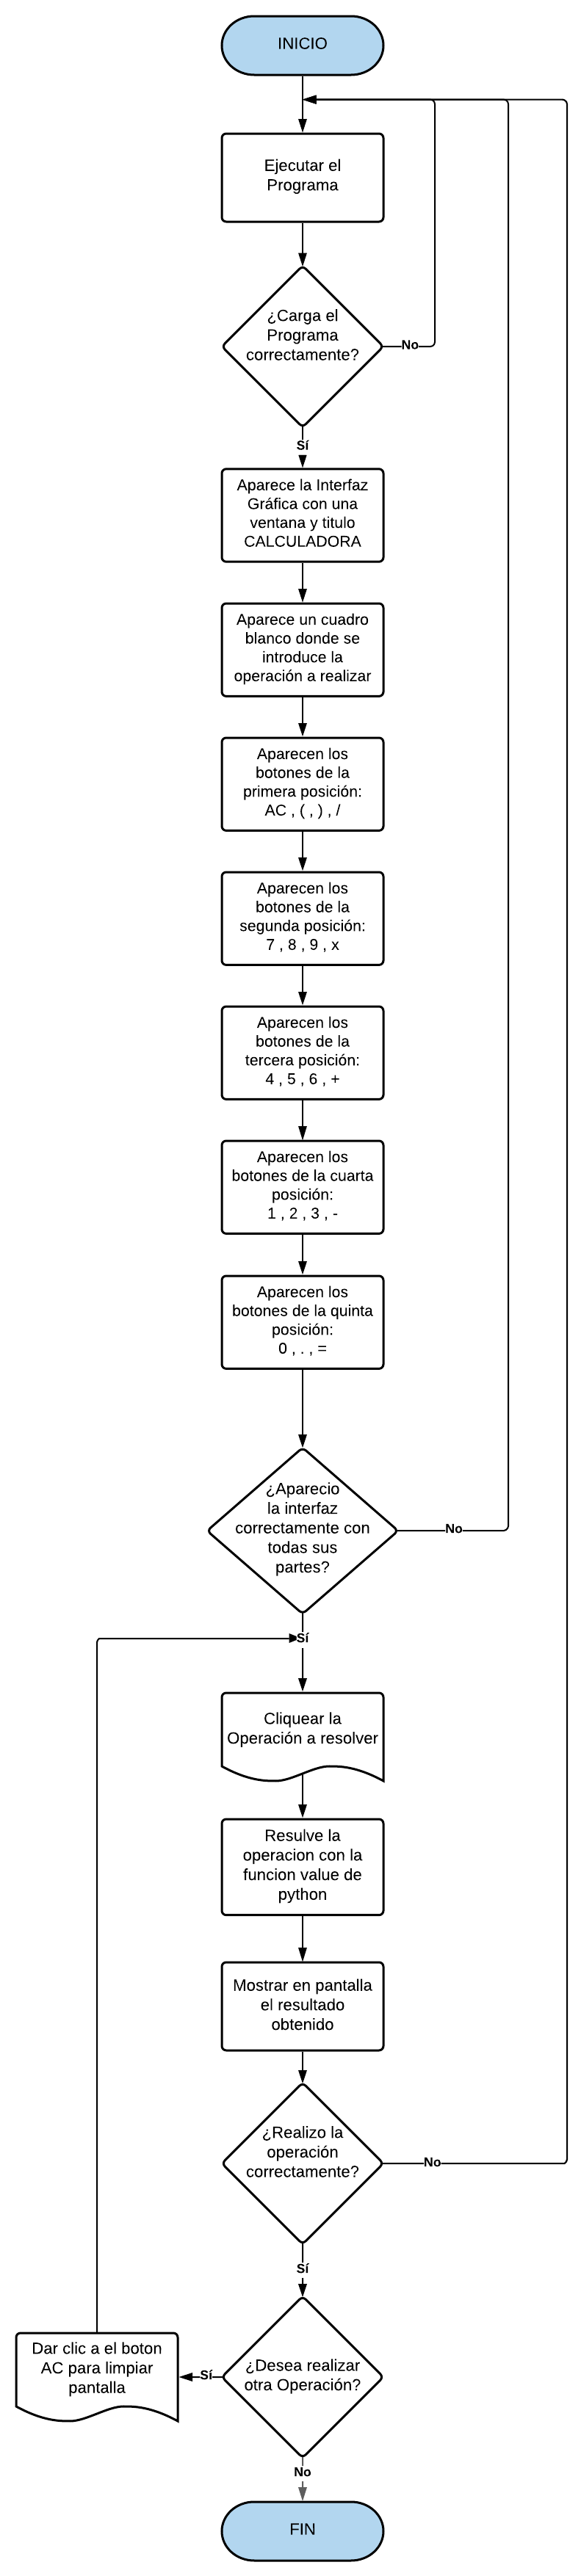 INICIO
Ejecutar el
Programa
¿Carga el
Programa
correctamente?
No
Sí
Aparece la Interfaz
Gráfica con una
ventana y titulo
CALCULADORA
Aparece un cuadro
blanco donde se
introduce la
operación a realizar
Aparecen los
botones de la
primera posición:
AC , ( , ) , /
Aparecen los
botones de la
segunda posición:
7 , 8 , 9 , x
Aparecen los
botones de la
tercera posición:
4 , 5 , 6 , +
Aparecen los
botones de la cuarta
posición:
1 , 2 , 3 , -
Aparecen los
botones de la quinta
posición:
0 , . , =
¿Aparecio
la interfaz
correctamente con
todas sus
partes?
No
Sí
Cliquear la
Operación a resolver
Resulve la
operacion con la
funcion value de
python
Mostrar en pantalla
el resultado
obtenido
¿Realizo la
operación
correctamente?
No
Sí
¿Desea realizar
otra Operación?
Sí
Dar clic a el boton
AC para limpiar
pantalla
No
FIN